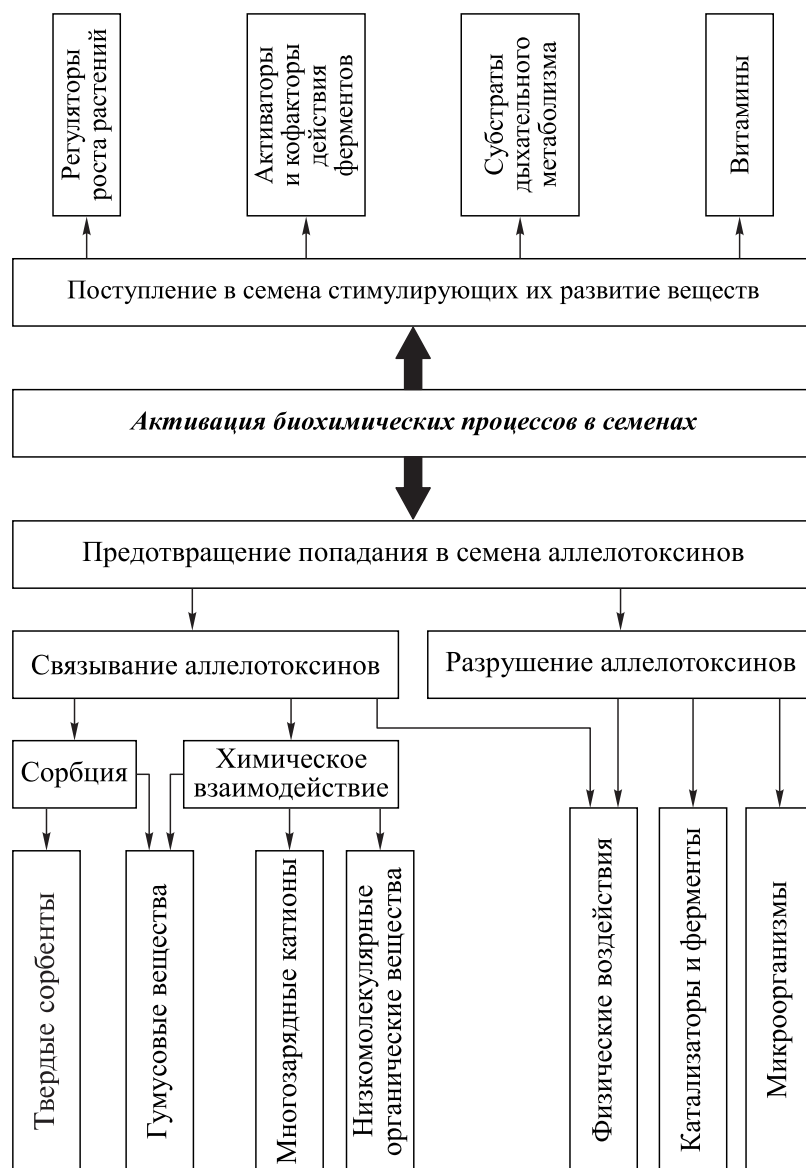 Регуляторы
роста растений
Активаторы
и кофакторы
действия
ферментов
Субстраты
дыхательного
метаболизма
Витамины
Поступление в семена стимулирующих их развитие веществ
Активация биохимических процессов в семенах
Предотвращение попадания в семена аллелотоксинов
Связывание аллелотоксинов
Разрушение аллелотоксинов
Сорбция
Химическое
взаимодействие
Твердые сорбенты
Гумусовые вещества
Многозарядные катионы
Низкомолекулярные
органические вещества
Физические воздействия
Катализаторы и ферменты
Микроорганизмы